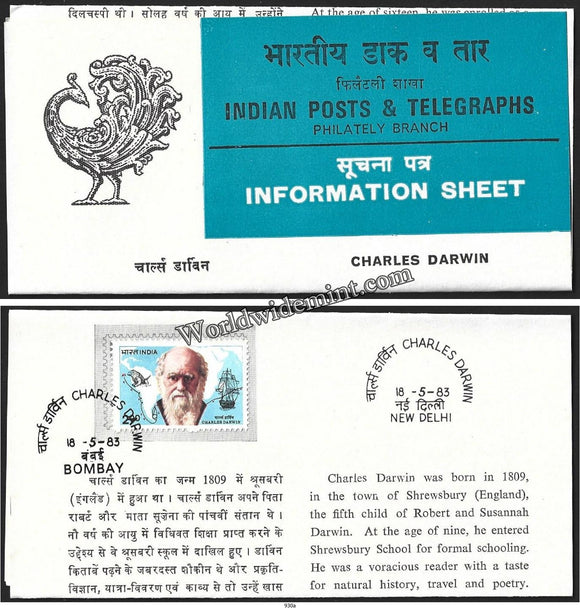 दिलचस्पी थी। सोलह वर्ष की आयु में उन्होंने
At the age of sixteen, he was enrolled
भारतीय डाक व तार
फिलैटली शाखा
INDIAN POSTS & TELEGRAPHS
PHILATELY BRANCH
सूचना पत्र
INFORMATION SHEET
चार्ल्स डार्विन
CHARLES DARWIN
Worldwidemint.com
भारत INDIA
चार्ल्स डार्विन
CHARLES DARWIN
चार्ल्स डार्विन CHARLES DARWIN
18 -5-83
बंबई
BOMBAY
चार्ल्स डार्विन CHARLES DARWIN
18 -5-83
नई दिल्ली
NEW DELHI
चार्ल्स डार्विन का जन्म 1809 में श्रूसबरी
(इंगलैंड) में हुआ था। चार्ल्स डार्विन अपने पिता
राबर्ट और माता सूज़ेना की पांचवीं संतान थे।
नौ वर्ष की आयु में विधिवत शिक्षा प्राप्त करने के
उद्देश्य से वे श्रूसबरी स्कूल में दाखिल हुए। डार्विन
किताबें पढ़ने के जबरदस्त शौकीन थे और प्रकृति-
विज्ञान, यात्रा-विवरण एवं काव्य से तो उन्हें खास
Charles Darwin was born in 1809,
in the town of Shrewsbury (England),
the fifth child of Robert and Susannah
Darwin. At the age of nine, he entered
Shrewsbury School for formal schooling.
He was a voracious reader with a taste
for natural history, travel and poetry.
930a